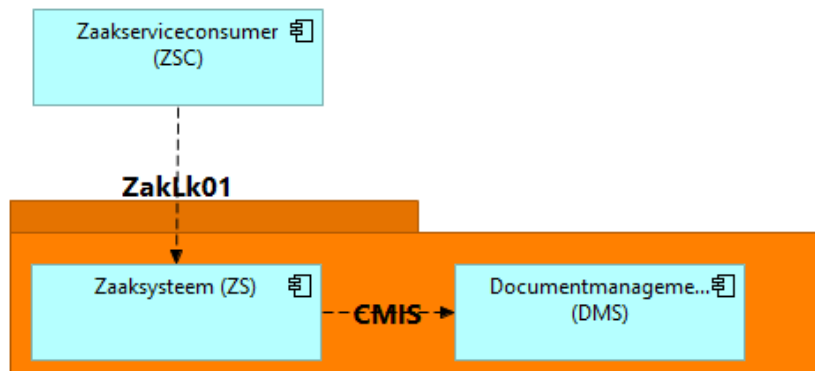 Zaakserviceconsumer
(ZSC)
ZakLk01
Zaaksysteem (ZS)
CMIS
Documentmanageme...
(DMS)